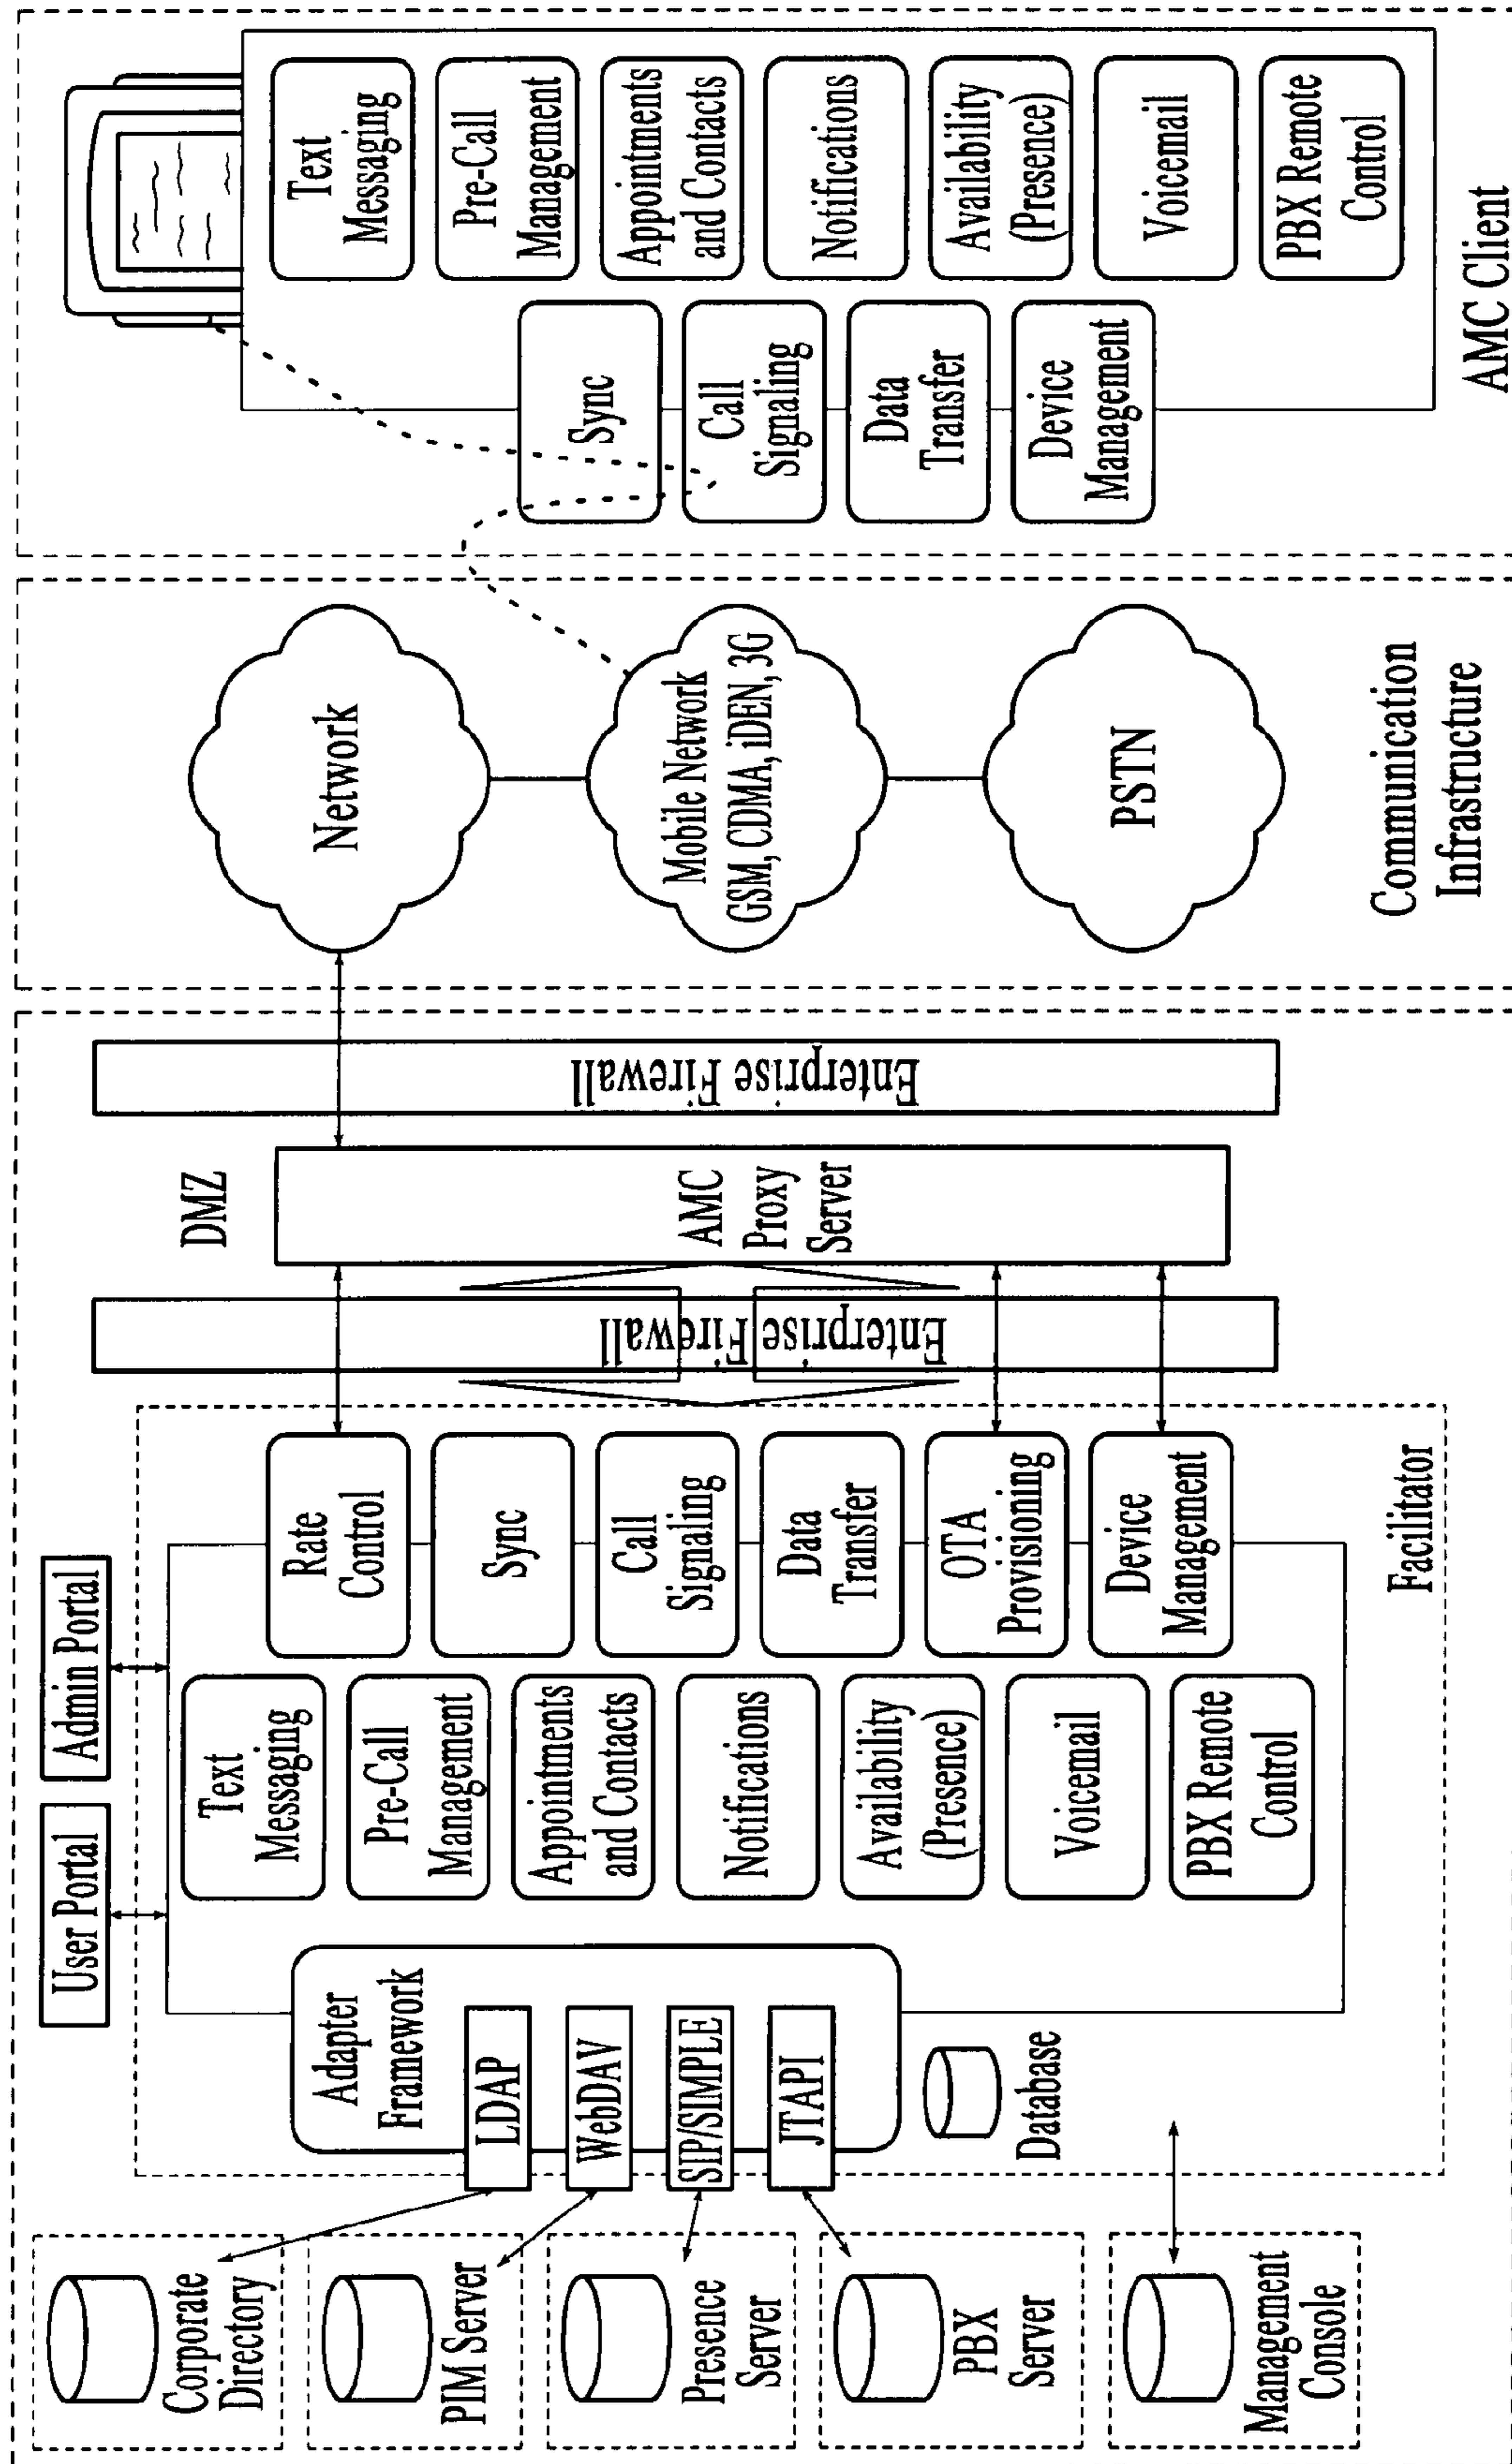 Corporate
Directory
PIM Server
Presence
Server
PBX
Server
Management
Console
User Portal
Admin Portal
Adapter
Framework
LDAP
WebDAV
SIP/SIMPLE
JTAPI
Database
Text
Messaging
Pre-Call
Management
Appointments
and Contacts
Notifications
Availability
(Presence)
Voicemail
PBX Remote
Control
Rate
Control
Sync
Call
Signaling
Data
Transfer
OTA
Provisioning
Device
Management
Facilitator
Enterprise Firewall
DMZ
AMC
Proxy
Server
Enterprise Firewall
Network
Mobile Network
GSM, CDMA, iDEN, 3G
PSTN
Communication
Infrastructure
Sync
Call
Signaling
Data
Transfer
Device
Management
Text
Messaging
Pre-Call
Management
Appointments
and Contacts
Notifications
Availability
(Presence)
Voicemail
PBX Remote
Control
AMC Client